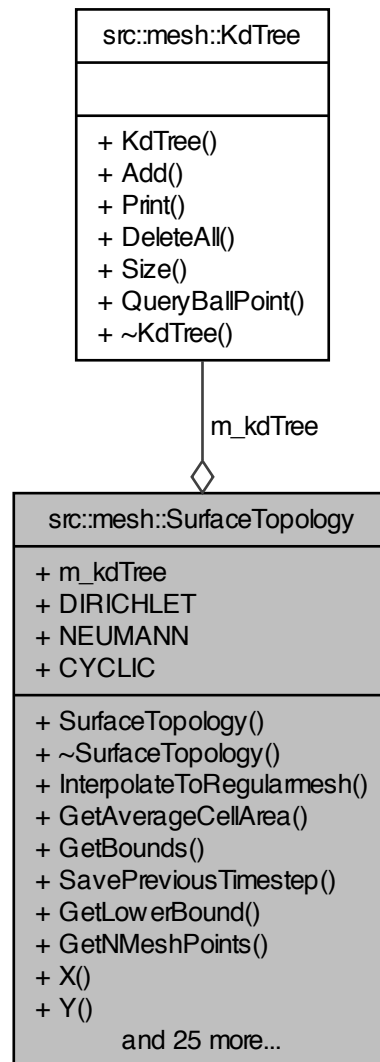 src::mesh::KdTree
+ KdTree()
+ Add()
+ Print()
+ DeleteAll()
+ Size()
+ QueryBallPoint()
+ ~KdTree()
m_kdTree
src::mesh::SurfaceTopology
+ m_kdTree
+ DIRICHLET
+ NEUMANN
+ CYCLIC
+ SurfaceTopology()
+ ~SurfaceTopology()
+ InterpolateToRegularmesh()
+ GetAverageCellArea()
+ GetBounds()
+ SavePreviousTimestep()
+ GetLowerBound()
+ GetNMeshPoints()
+ X()
+ Y()
and 25 more...